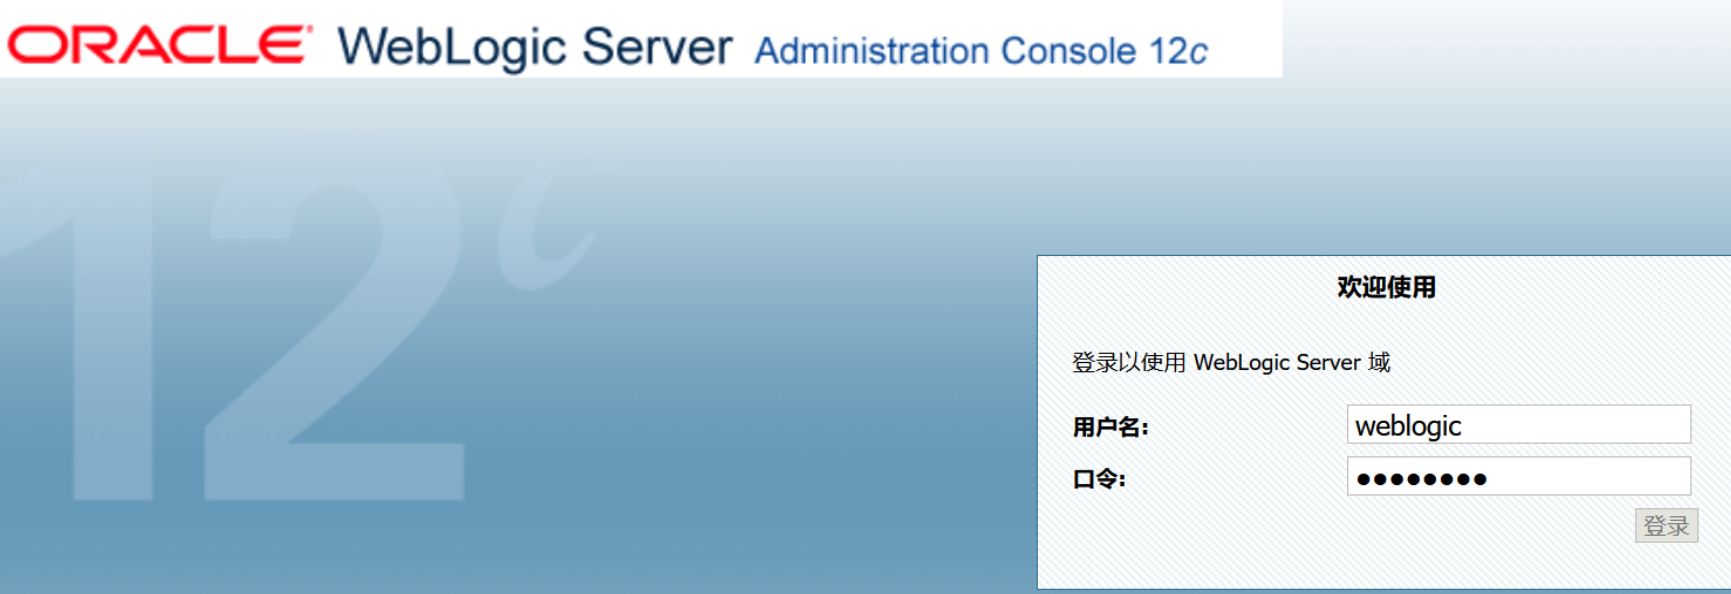 ORACLE WebLogic Server Administration Console 12c
12c
欢迎使用
登录以使用 WebLogic Server 域
用户名: weblogic
口令: ●●●●●●●●
登录